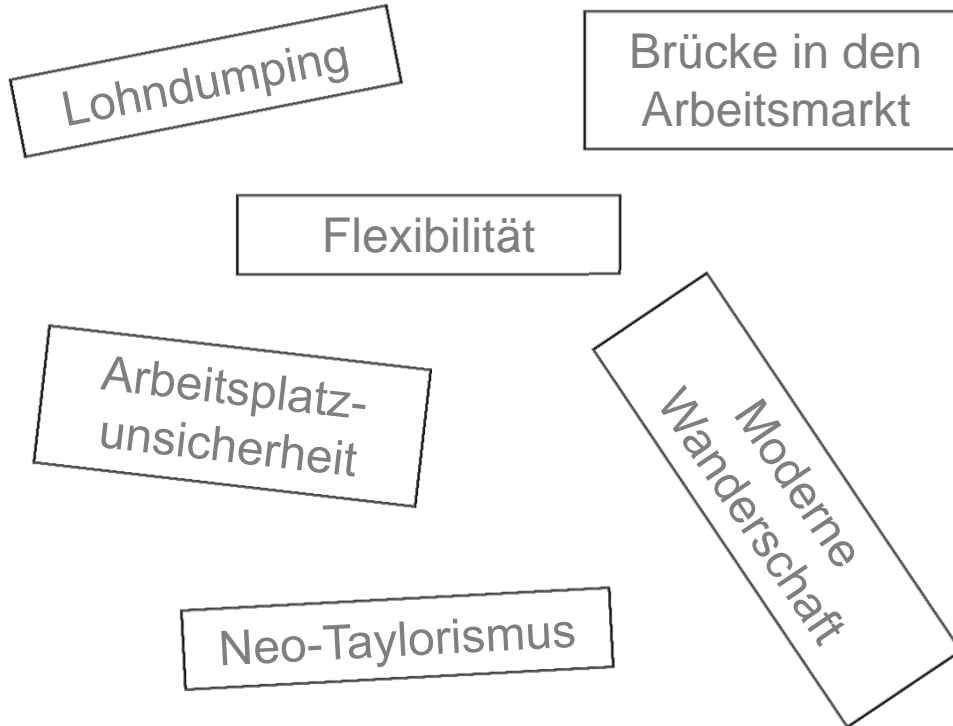 Lohndumping
Brücke in den
Arbeitsmarkt
Flexibilität
Arbeitsplatz-
unsicherheit
Moderne
Wanderschaft
Neo-Taylorismus